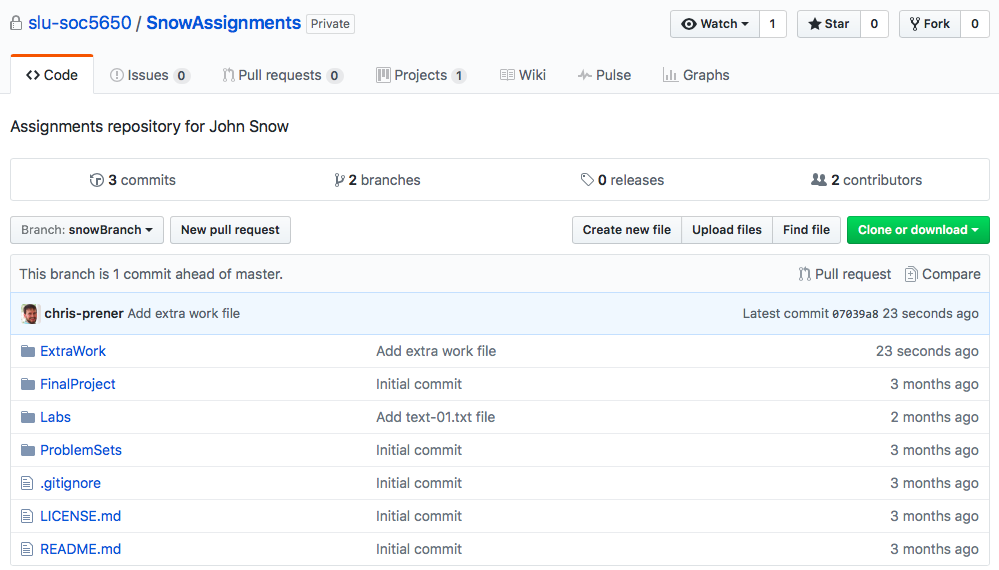 slu-soc5650 / SnowAssignments Private Watch 1 Star 0 Fork 0
Code Issues 0 Pull requests 0 Projects 1 Wiki Pulse Graphs
Assignments repository for John Snow
3 commits 2 branches 0 releases 2 contributors
Branch: snowBranch New pull request Create new file Upload files Find file Clone or download
This branch is 1 commit ahead of master. Pull request Compare
chris-prener Add extra work file Latest commit 07039a8 23 seconds ago
ExtraWork Add extra work file 23 seconds ago
FinalProject Initial commit 3 months ago
Labs Add text-01.txt file 2 months ago
ProblemSets Initial commit 3 months ago
.gitignore Initial commit 3 months ago
LICENSE.md Initial commit 3 months ago
README.md Initial commit 3 months ago